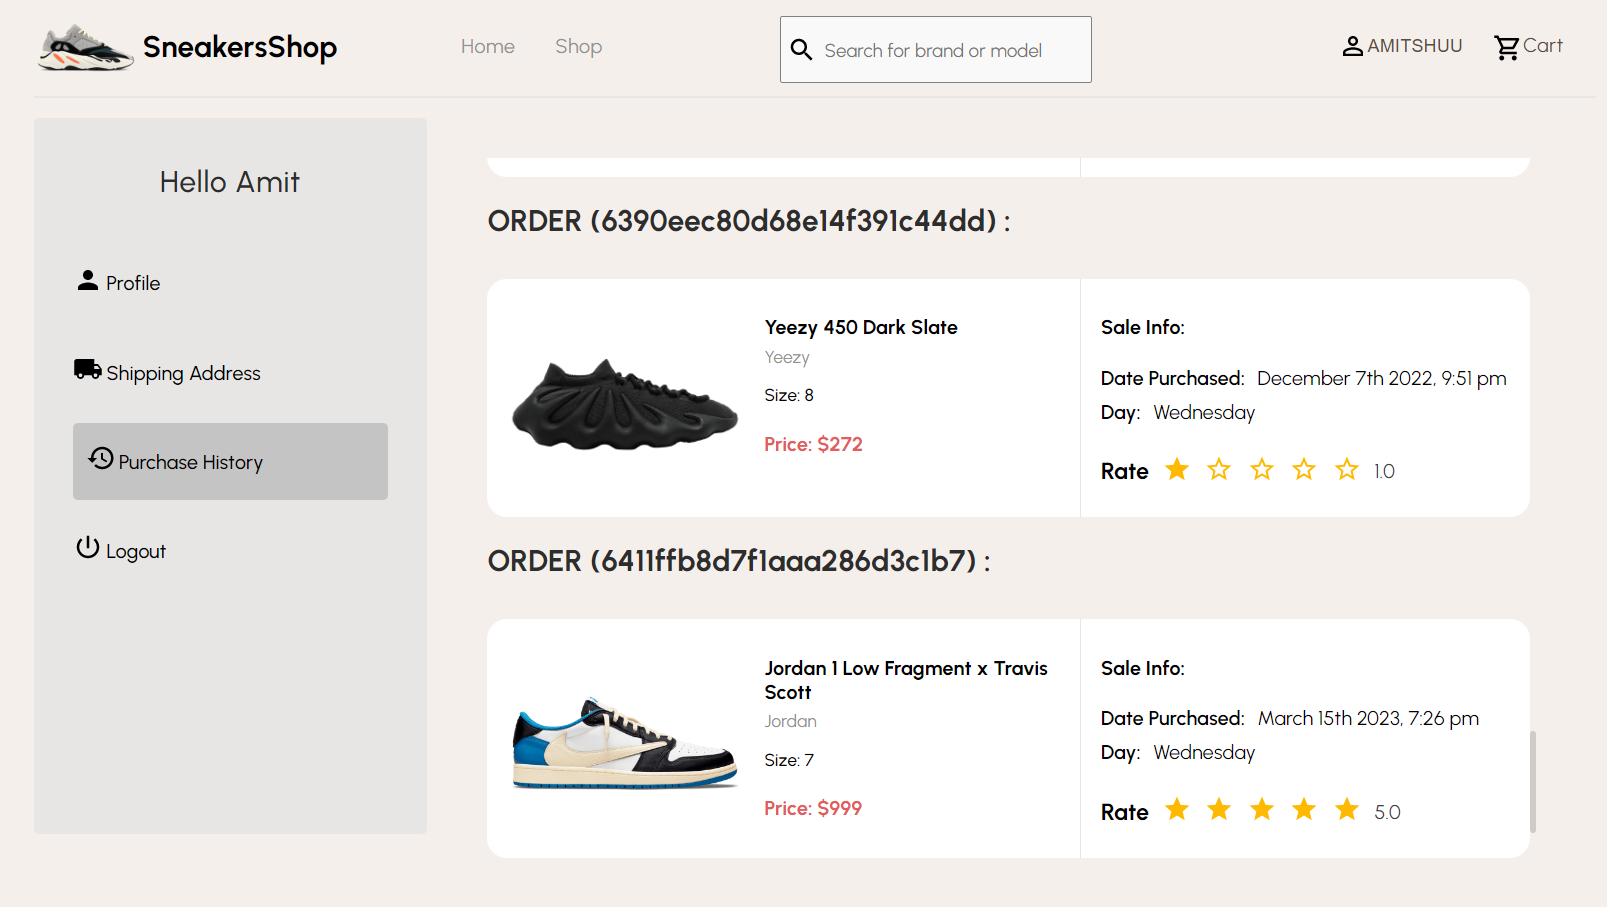 SneakersShop
Home
Shop
Search for brand or model
AMITSHUU
Cart
Hello Amit
Profile
Shipping Address
Purchase History
Logout
ORDER (6390eec80d68e14f391c44dd) :
Yeezy 450 Dark Slate
Yeezy
Size: 8
Price: $272
Sale Info:
Date Purchased: December 7th 2022, 9:51 pm
Day: Wednesday
Rate 1.0
ORDER (6411ffb8d7f1aaa286d3c1b7) :
Jordan 1 Low Fragment x Travis
Scott
Jordan
Size: 7
Price: $999
Sale Info:
Date Purchased: March 15th 2023, 7:26 pm
Day: Wednesday
Rate 5.0